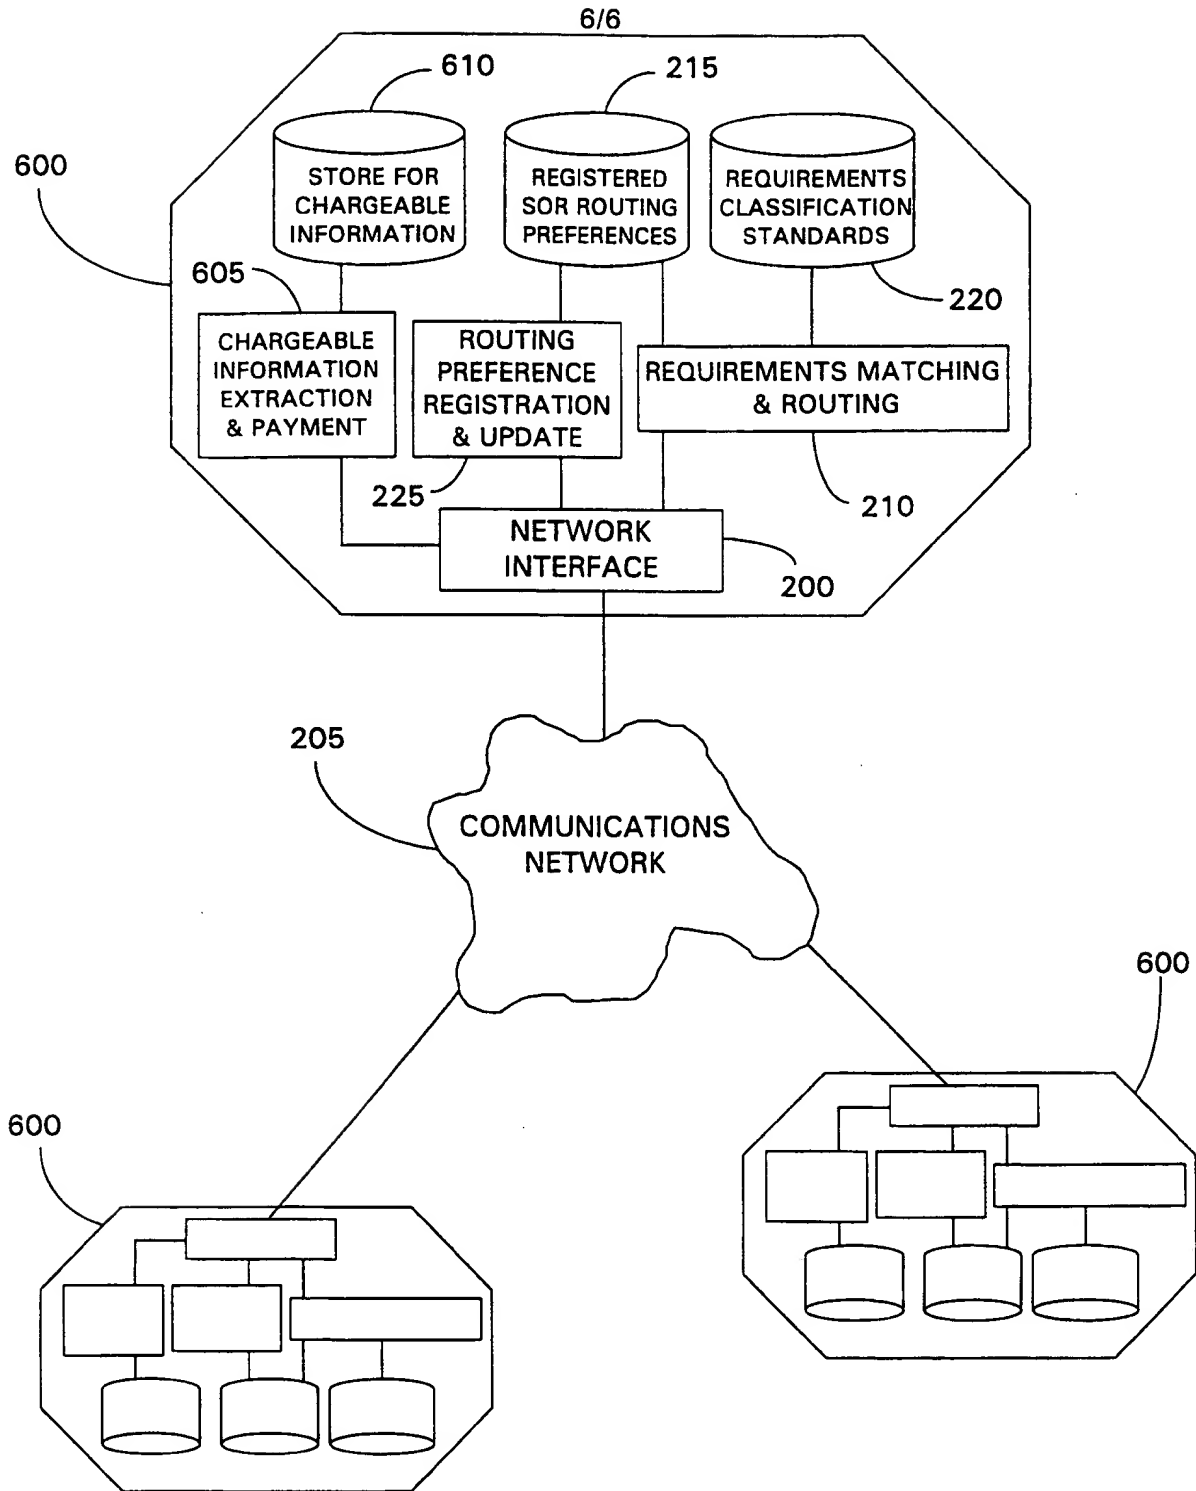 6/6
610
215
600
STORE FOR
CHARGEABLE
INFORMATION
REGISTERED
SOR ROUTING
PREFERENCES
REQUIREMENTS
CLASSIFICATION
STANDARDS
605
220
CHARGEABLE
INFORMATION
EXTRACTION
& PAYMENT
ROUTING
PREFERENCE
REGISTRATION
& UPDATE
REQUIREMENTS MATCHING
& ROUTING
225
210
NETWORK
INTERFACE
200
205
COMMUNICATIONS
NETWORK
600
600